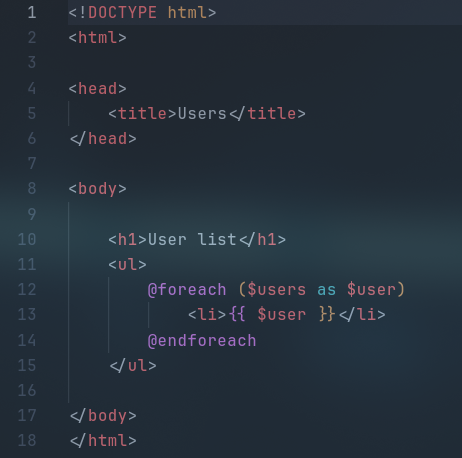 1 <!DOCTYPE html>
2 <html>
3
4 <head>
5     <title>Users</title>
6 </head>
7
8 <body>
9
10     <h1>User list</h1>
11     <ul>
12         @foreach ($users as $user)
13             <li>{{ $user }}</li>
14         @endforeach
15     </ul>
16
17 </body>
18 </html>